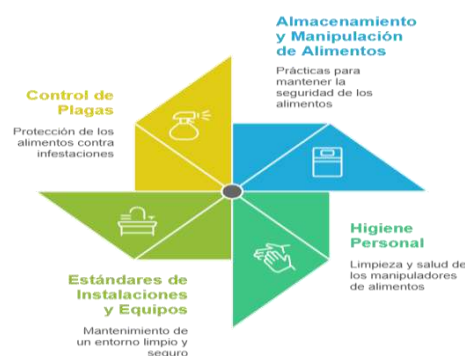 Almacenamiento
y Manipulación
de Alimentos
Prácticas para
mantener la
seguridad de los
alimentos
Control de
Plagas
Protección de los
alimentos contra
infestaciones
Higiene
Personal
Limpieza y salud de
los manipuladores
de alimentos
Estándares de
Instalaciones
y Equipos
Mantenimiento de
un entorno limpio y
seguro